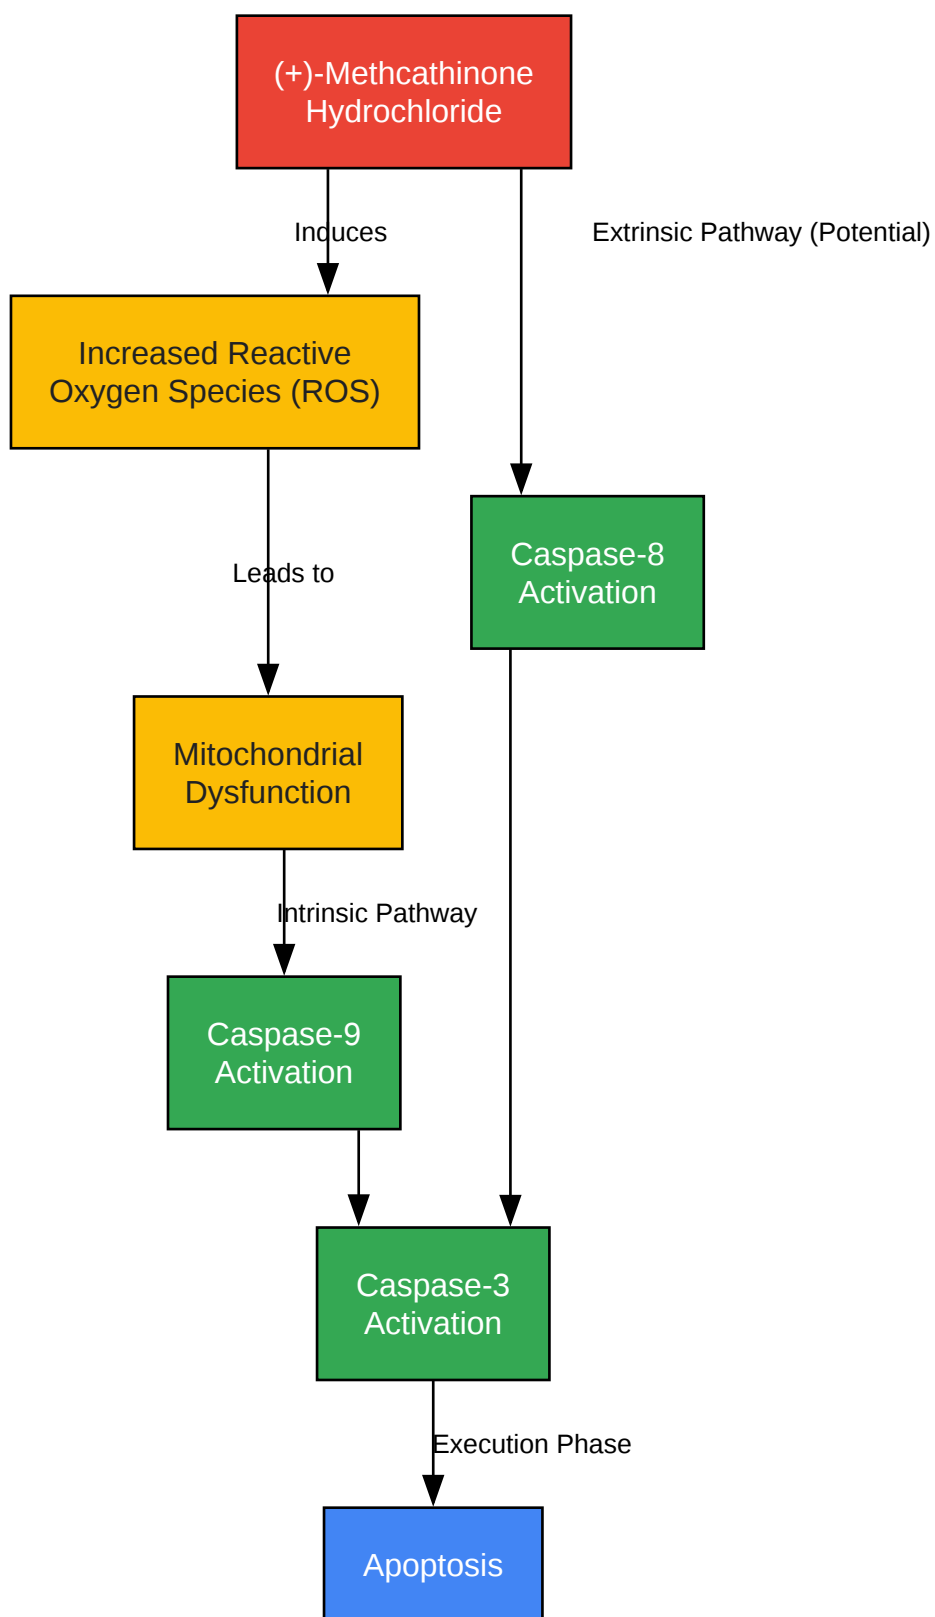 (+)-Methcathinone
Hydrochloride
Induces
Extrinsic Pathway (Potential)
Increased Reactive
Oxygen Species (ROS)
Caspase-8
Activation
Leads to
Mitochondrial
Dysfunction
Intrinsic Pathway
Caspase-9
Activation
Caspase-3
Activation
Execution Phase
Apoptosis